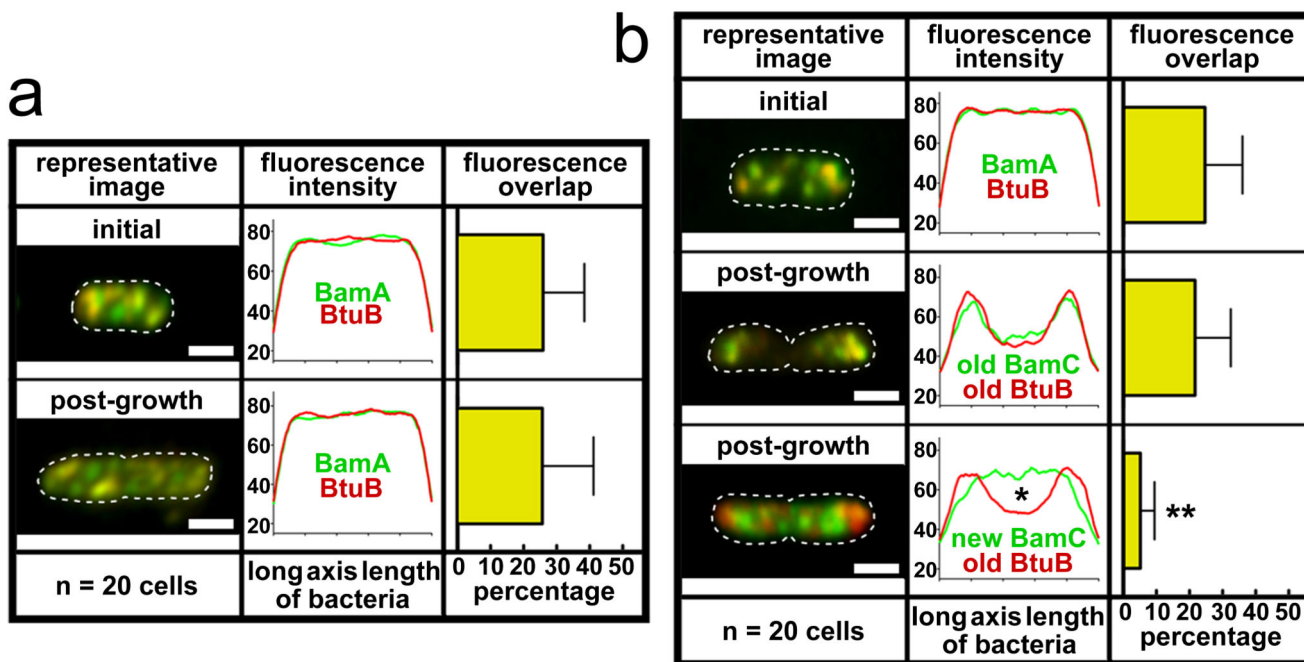 a
representative image
fluorescence intensity
fluorescence overlap
initial
80
60
40
20
BamA
BtuB
post-growth
80
60
40
20
BamA
BtuB
n = 20 cells
long axis length of bacteria
0 10 20 30 40 50
percentage
b
representative image
fluorescence intensity
fluorescence overlap
initial
80
60
40
20
BamA
BtuB
post-growth
80
60
40
20
old BamC
old BtuB
post-growth
80
60
40
20
*
new BamC
old BtuB
**
n = 20 cells
long axis length of bacteria
0 10 20 30 40 50
percentage